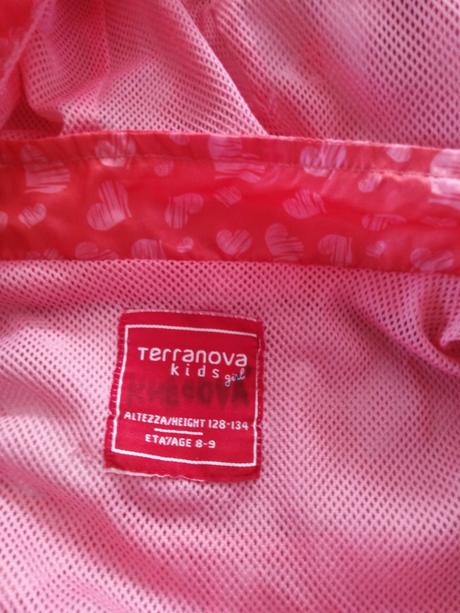 Terranova
kids girl
ALTEZZA/HEIGHT 128-134
ETA'/AGE 8-9